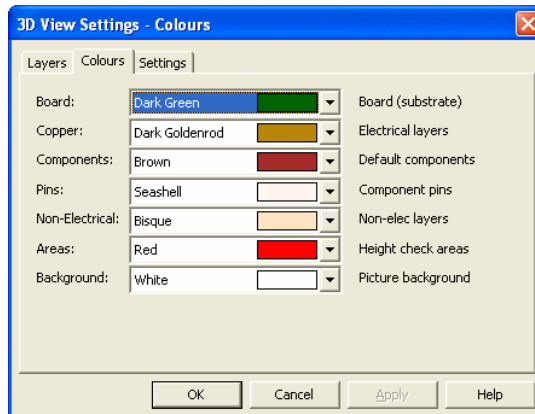 3D View Settings - Colours
Layers Colours Settings
Board: Dark Green Board (substrate)
Copper: Dark Goldenrod Electrical layers
Components: Brown Default components
Pins: Seashell Component pins
Non-Electrical: Bisque Non-elec layers
Areas: Red Height check areas
Background: White Picture background
OK Cancel Apply Help